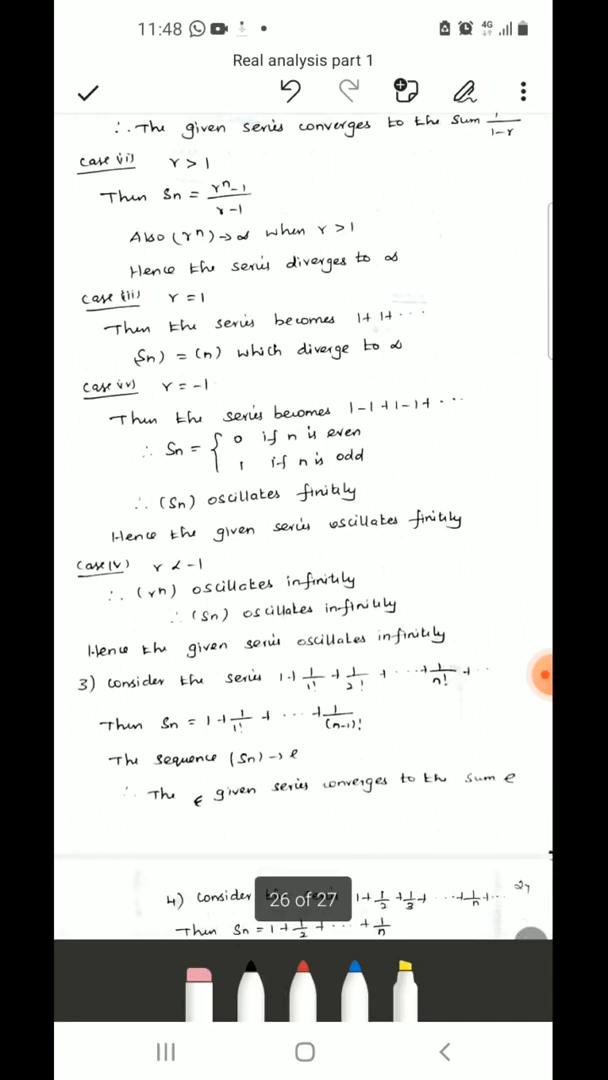 11:48 4G
Real analysis part 1
∴ The given series converges to the sum 1/(1-r)
Case (ii) r > 1
Then Sn = (rⁿ-1)/(r-1)
Also (rⁿ) → ∞ when r > 1
Hence the series diverges to ∞
Case (iii) r = 1
Then the series becomes 1+1+ ...
(Sn) = (n) which diverge to ∞
Case (iv) r = -1
Then the series becomes 1-1+1-1+ ...
∴ Sn = { 0 if n is even
1 if n is odd
∴ (Sn) oscillates finitely
Hence the given series oscillates finitely
Case (v) r < -1
∴ (rⁿ) oscillates infinitely
∴ (Sn) oscillates infinitely
Hence the given series oscillates infinitely
3) Consider the series 1+1/1!+1/2!+ ... +1/n!+ ...
Then Sn = 1+1/1!+ ... +1/(n-1)!
The sequence (Sn) → e
∴ The given series converges to the sum e
4) Consider 1+1/2+1/3+ ... +1/n+ ...
26 of 27
Then Sn = 1+1/2+ ... +1/n